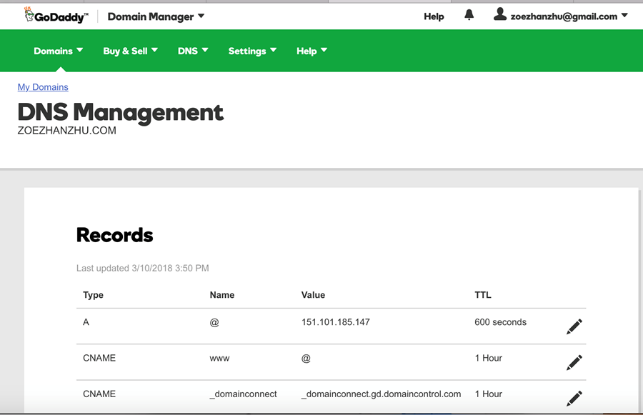 GoDaddy™ Domain Manager Help zoezhanzhu@gmail.com
Domains Buy & Sell DNS Settings Help
My Domains
DNS Management
ZOEZHANZHU.COM
Records
Last updated 3/10/2018 3:50 PM
Type Name Value TTL
A @ 151.101.185.147 600 seconds
CNAME www @ 1 Hour
CNAME _domainconnect _domainconnect.gd.domaincontrol.com 1 Hour